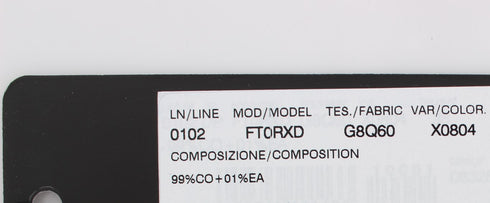 LN/LINE MOD/MODEL TES./FABRIC VAR/COLOR.
0102 FT0RXD G8Q60 X0804
COMPOSIZIONE/COMPOSITION
99%CO+01%EA